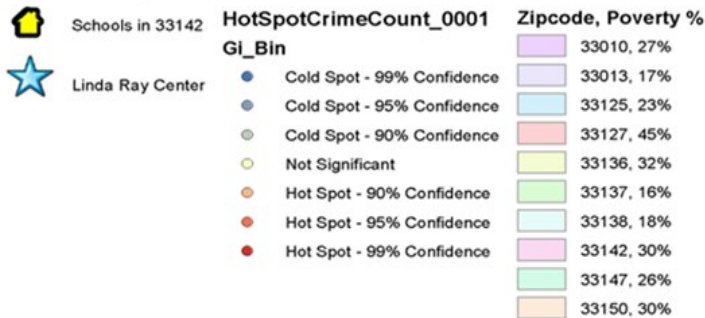 Schools in 33142
Linda Ray Center
HotSpotCrimeCount_0001
Gi_Bin
Cold Spot - 99% Confidence
Cold Spot - 95% Confidence
Cold Spot - 90% Confidence
Not Significant
Hot Spot - 90% Confidence
Hot Spot - 95% Confidence
Hot Spot - 99% Confidence
Zipcode, Poverty %
33010, 27%
33013, 17%
33125, 23%
33127, 45%
33136, 32%
33137, 16%
33138, 18%
33142, 30%
33147, 26%
33150, 30%